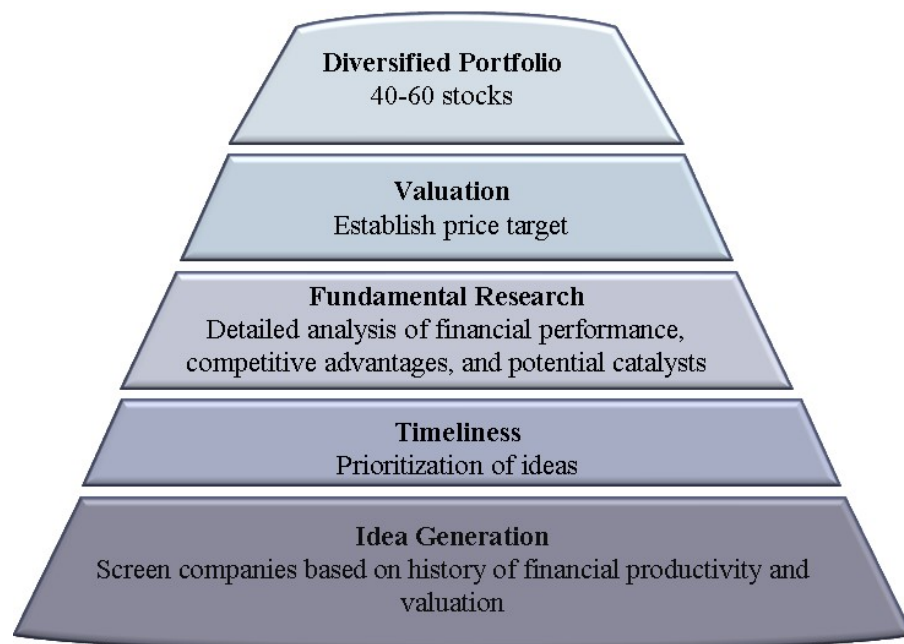 Diversified Portfolio
40-60 stocks
Valuation
Establish price target
Fundamental Research
Detailed analysis of financial performance,
competitive advantages, and potential catalysts
Timeliness
Prioritization of ideas
Idea Generation
Screen companies based on history of financial productivity and
valuation